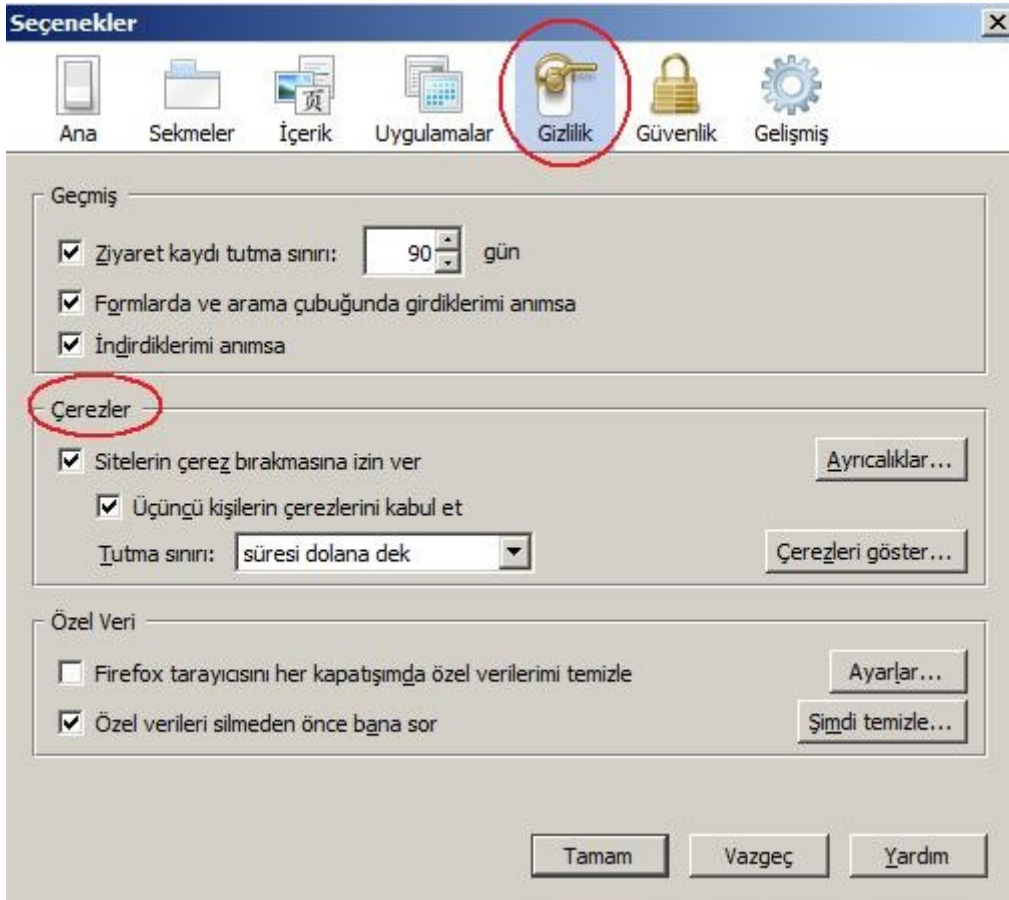 Seçenekler
Ana Sekmeler İçerik Uygulamalar Gizlilik Güvenlik Gelişmiş
页
Geçmiş
Ziyaret kaydı tutma sınırı: 90 gün
Formlarda ve arama çubuğunda girdiklerimi anımsa
İndirdiklerimi anımsa
Çerezler
Sitelerin çerez bırakmasına izin ver Ayrıcalıklar...
Üçüncü kişilerin çerezlerini kabul et
Tutma sınırı: süresi dolana dek Çerezleri göster...
Özel Veri
Firefox tarayıcısını her kapatışımda özel verilerimi temizle Ayarlar...
Özel verileri silmeden önce bana sor Şimdi temizle...
Tamam Vazgeç Yardım